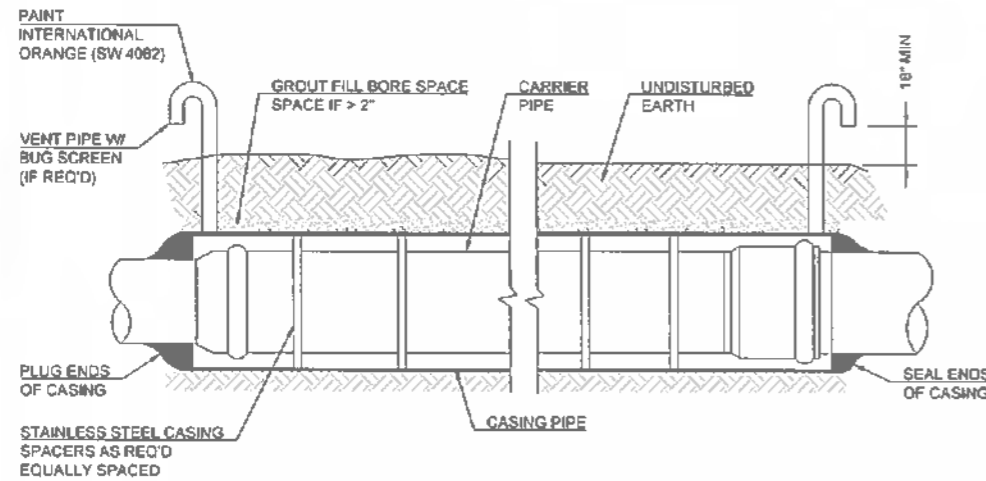 PAINT
INTERNATIONAL
ORANGE (SW 4082)
VENT PIPE W/
BUG SCREEN
(IF REQ'D)
GROUT FILL BORE SPACE
SPACE IF > 2"
CARRIER
PIPE
UNDISTURBED
EARTH
18" MIN
PLUG ENDS
OF CASING
STAINLESS STEEL CASING
SPACERS AS REQ'D
EQUALLY SPACED
CASING PIPE
SEAL ENDS
OF CASING